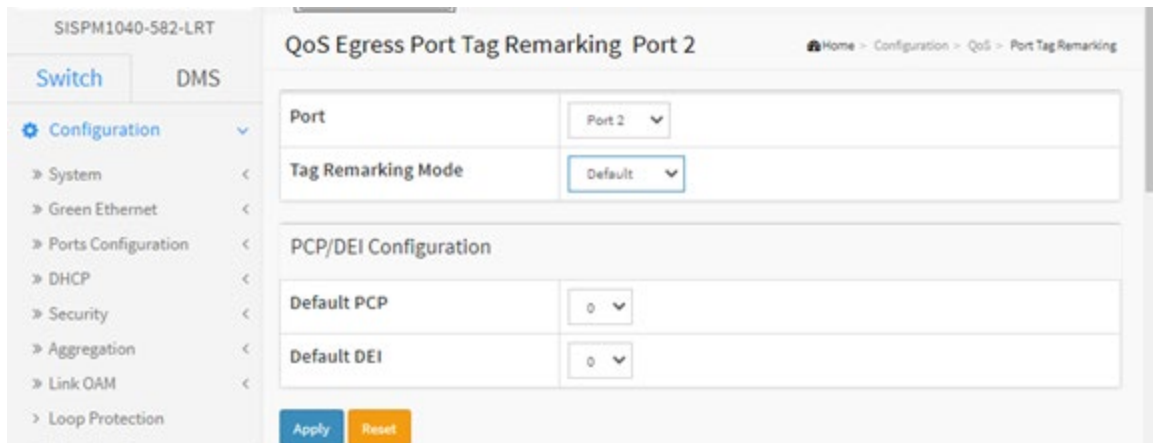 SISPM1040-582-LRT
Switch DMS
Configuration
System
Green Ethernet
Ports Configuration
DHCP
Security
Aggregation
Link OAM
Loop Protection
QoS Egress Port Tag Remarking Port 2
Home > Configuration > QoS > Port Tag Remarking
Port Port 2
Tag Remarking Mode Default
PCP/DEI Configuration
Default PCP 0
Default DEI 0
Apply Reset